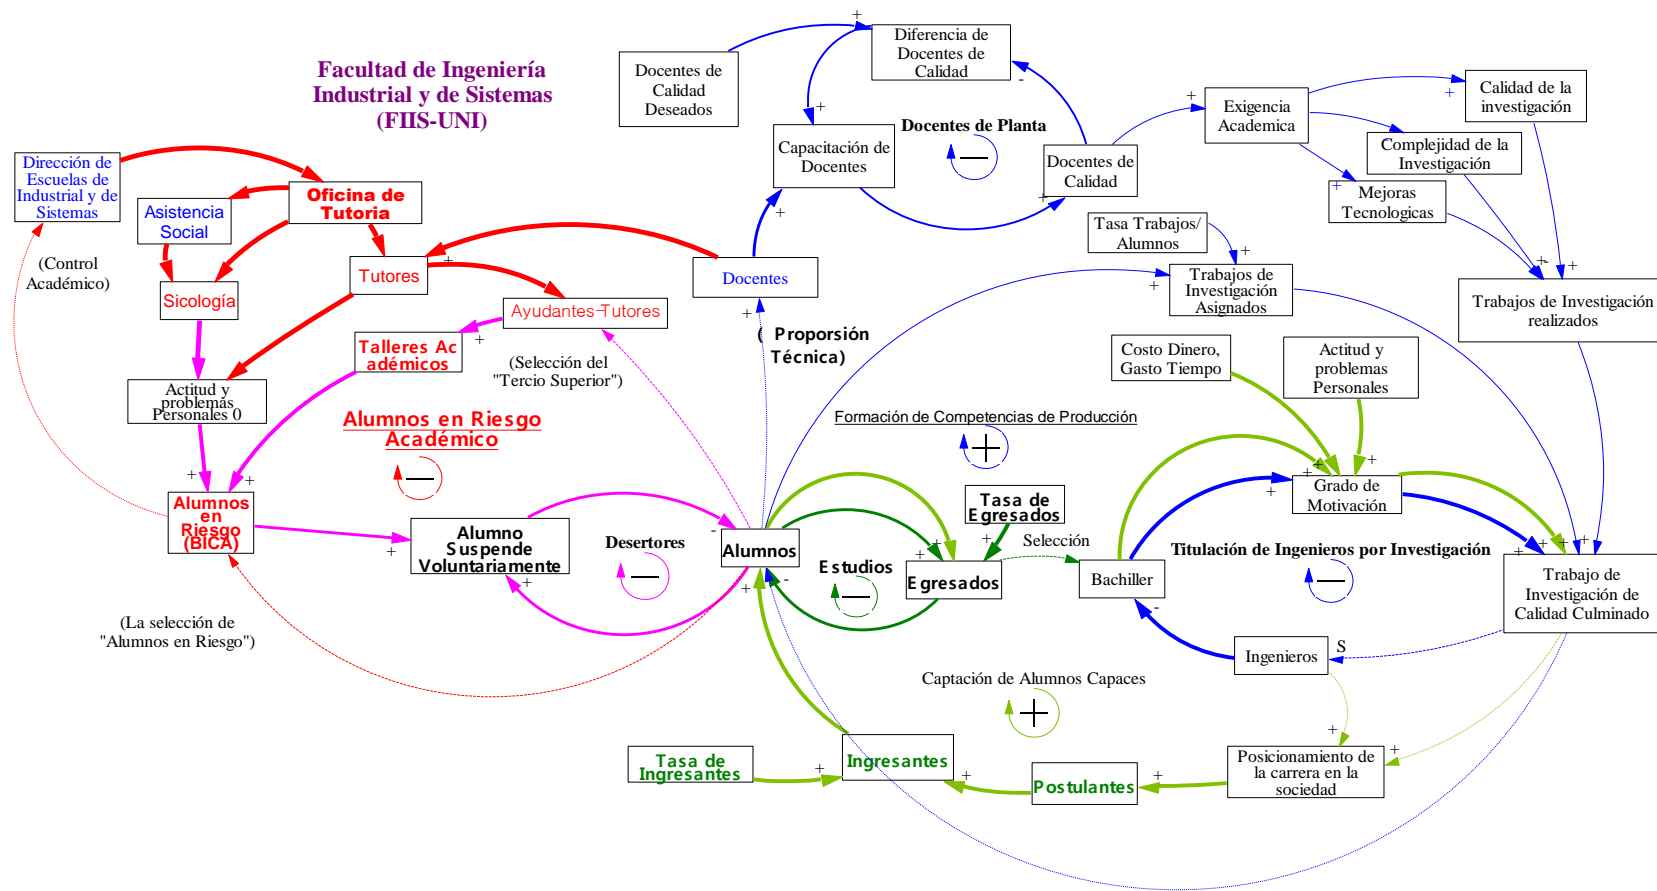 Facultad de Ingeniería
Industrial y de Sistemas
(FIIS-UNI)
Docentes de
Calidad
Deseados
Diferencia de
Docentes de
Calidad
Capacitación de
Docentes
Docentes de Planta
Docentes de
Calidad
Exigencia
Academica
Calidad de la
investigación
Complejidad de la
Investigación
Mejoras
Tecnologicas
Dirección de
Escuelas de
Industrial y de
Sistemas
Asistencia
Social
Oficina de
Tutoria
(Control
Académico)
Sicología
Tutores
Docentes
Ayudantes-Tutores
Talleres Ac
adémicos
(Selección del
"Tercio Superior")
( Proporsión
Técnica)
Tasa Trabajos/
Alumnos
Trabajos de
Investigación
Asignados
Trabajos de Investigación
realizados
Costo Dinero,
Gasto Tiempo
Actitud y
problemas
Personales
Actitud y
problemas
Personales 0
Alumnos en Riesgo
Académico
Formación de Competencias de Producción
Alumnos
en
Riesgo
(BICA)
Alumno
Suspende
Voluntariamente
Desertores
Alumnos
Estudios
Tasa de
Egresados
Egresados
Selección
Bachiller
Grado de
Motivación
Titulación de Ingenieros por Investigación
Trabajo de
Investigación de
Calidad Culminado
Ingenieros
S
(La selección de
"Alumnos en Riesgo")
Captación de Alumnos Capaces
Tasa de
Ingresantes
Ingresantes
Postulantes
Posicionamiento de
la carrera en la
sociedad